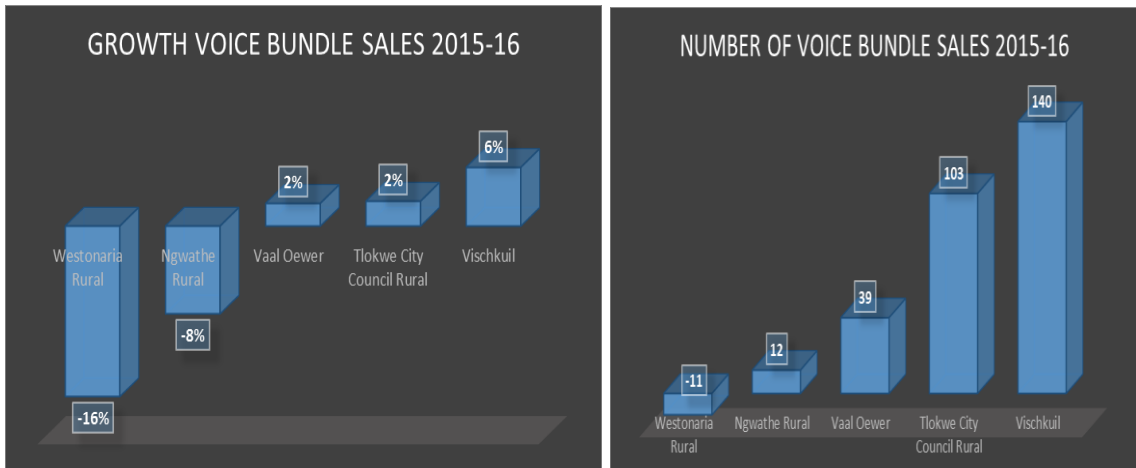 GROWTH VOICE BUNDLE SALES 2015-16
6%
2%
2%
Westonaria
Rural
Ngwathe
Rural
Vaal Oewer
Tlokwe City
Council Rural
Vischkuil
-8%
-16%
NUMBER OF VOICE BUNDLE SALES 2015-16
140
103
39
12
-11
Westonaria
Rural
Ngwathe Rural
Vaal Oewer
Tlokwe City
Council Rural
Vischkuil